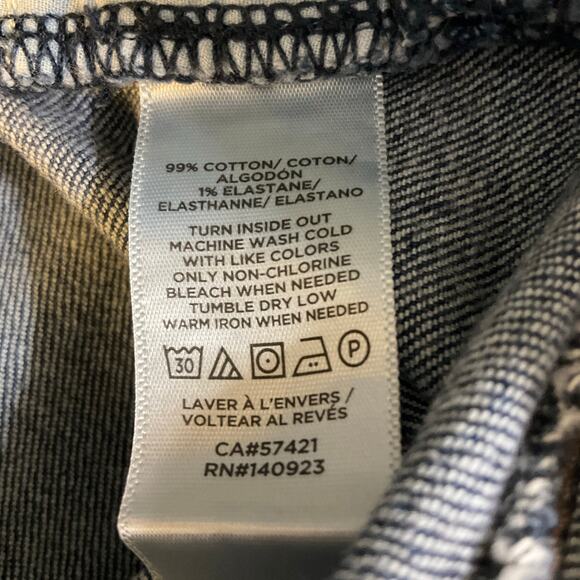 99% COTTON/ COTON/
ALGODÓN
1% ELASTANE/
ELASTHANNE/ ELASTANO
TURN INSIDE OUT
MACHINE WASH COLD
WITH LIKE COLORS
ONLY NON-CHLORINE
BLEACH WHEN NEEDED
TUMBLE DRY LOW
WARM IRON WHEN NEEDED
30 P
LAVER À L'ENVERS /
VOLTEAR AL REVÉS
CA#57421
RN#140923